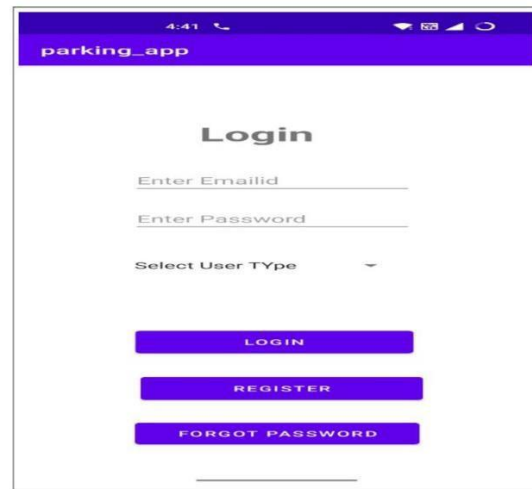 4:41
parking_app
Login
Enter Emailid
Enter Password
Select User TYpe
LOGIN
REGISTER
FORGOT PASSWORD